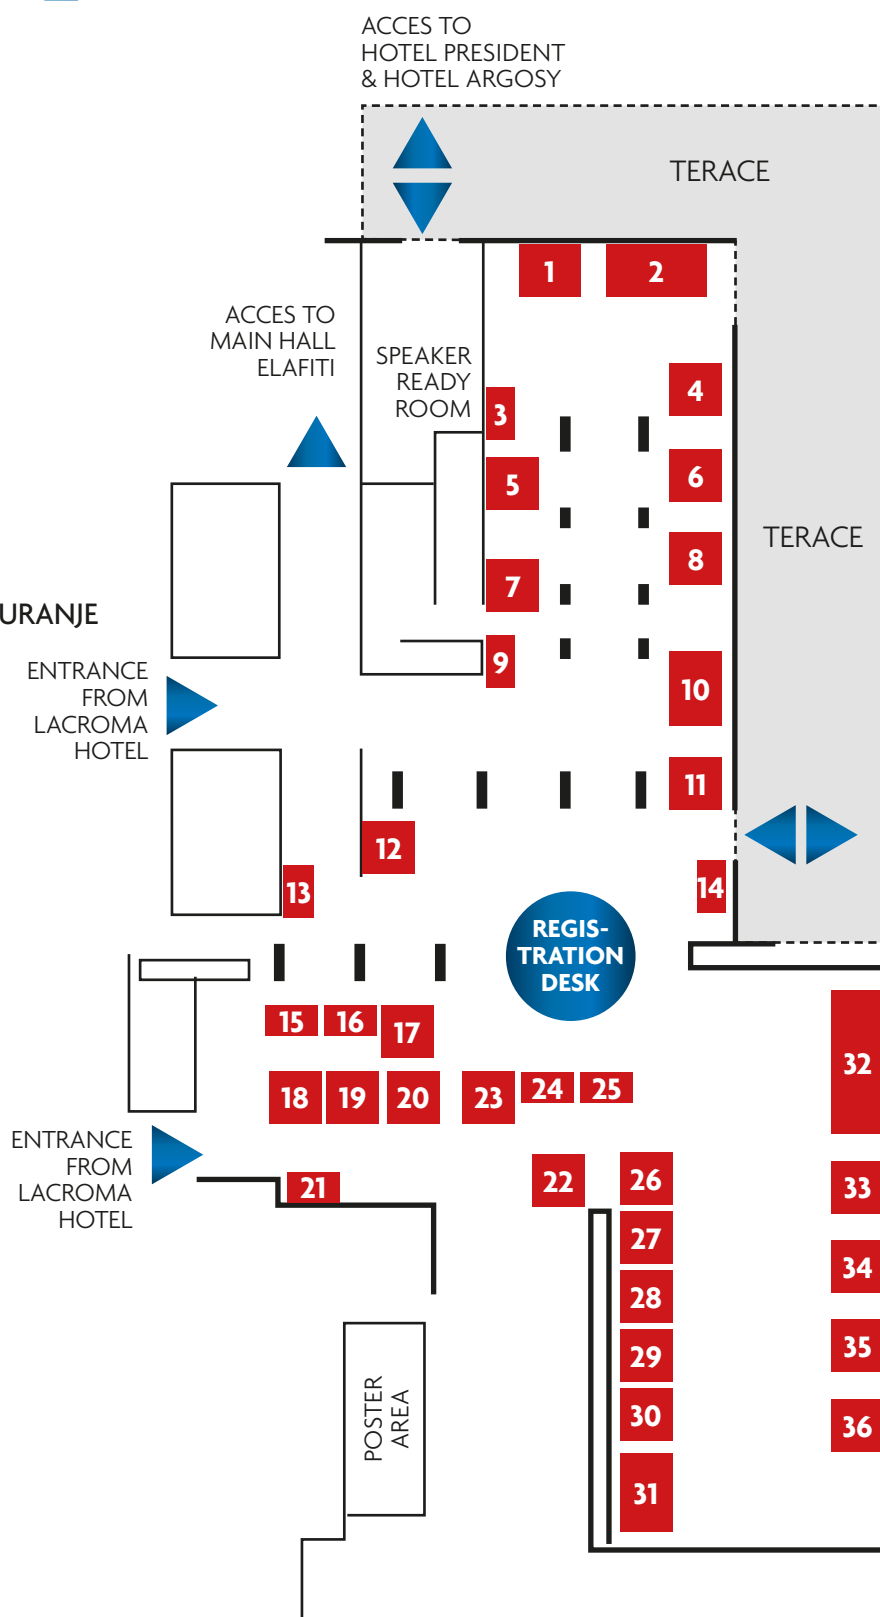 ACCES TO
HOTEL PRESIDENT
& HOTEL ARGOSY
TERACE
1
2
ACCES TO
MAIN HALL
ELAFITI
SPEAKER
READY
ROOM
3
4
5
6
7
8
TERACE
URANJE
9
ENTRANCE
FROM
LACROMA
HOTEL
10
11
12
13
14
REGIS-
TRATION
DESK
15
16
17
18
19
20
23
24
25
32
ENTRANCE
FROM
LACROMA
HOTEL
21
22
26
33
27
34
28
29
35
30
36
31
POSTER
AREA